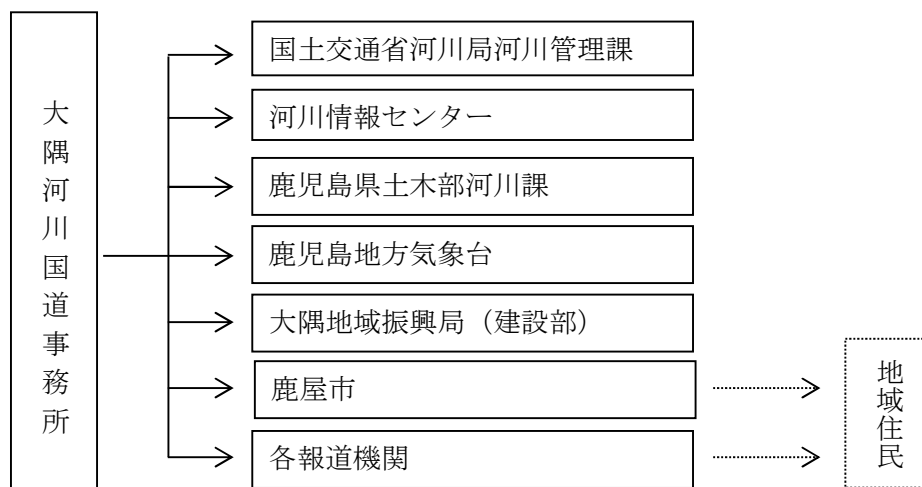 大隅河川国道事務所
国土交通省河川局河川管理課
河川情報センター
鹿児島県土木部河川課
鹿児島地方気象台
大隅地域振興局（建設部）
鹿屋市
各報道機関
地域住民